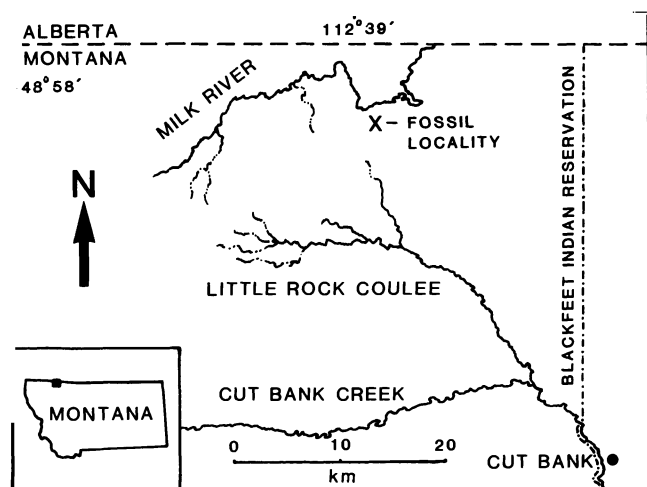 ALBERTA
112°39′
MONTANA
48°58′
MILK RIVER
X – FOSSIL
LOCALITY
BLACKFEET INDIAN RESERVATION
N
LITTLE ROCK COULEE
CUT BANK CREEK
MONTANA
0 10 20
km
CUT BANK